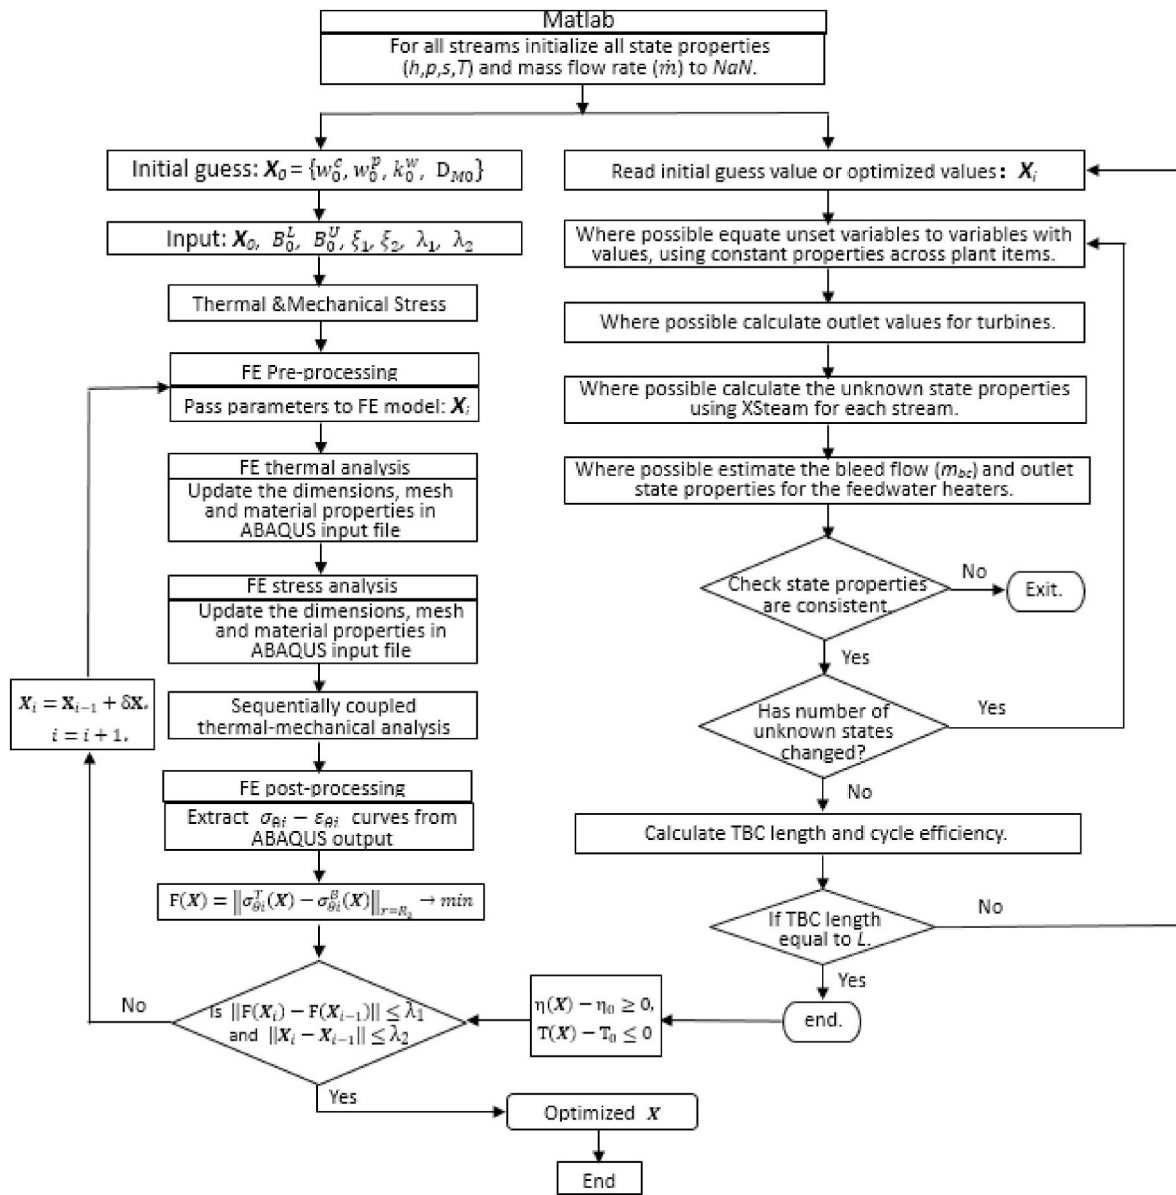 Matlab
For all streams initialize all state properties
(h,p,s,T) and mass flow rate (ṁ) to NaN.
Initial guess: X₀ = {w₀ᶜ, w₀ᵖ, k₀ʷ, D_M0}
Input: X₀, B₀ᴸ, B₀ᵁ, ξ₁, ξ₂, λ₁, λ₂
Thermal &Mechanical Stress
FE Pre-processing
Pass parameters to FE model: Xᵢ
FE thermal analysis
Update the dimensions, mesh
and material properties in
ABAQUS input file
FE stress analysis
Update the dimensions, mesh
and material properties in
ABAQUS input file
Xᵢ = Xᵢ₋₁ + δX,
i = i + 1,
Sequentially coupled
thermal-mechanical analysis
FE post-processing
Extract σ_θi − ε_θi curves from
ABAQUS output
F(X) = ‖σ_θi^T(X) − σ_θi^B(X)‖_r=R₂ → min
No
Is ‖F(Xᵢ) − F(Xᵢ₋₁)‖ ≤ λ₁
and ‖Xᵢ − Xᵢ₋₁‖ ≤ λ₂
Yes
Read initial guess value or optimized values: Xᵢ
Where possible equate unset variables to variables with
values, using constant properties across plant items.
Where possible calculate outlet values for turbines.
Where possible calculate the unknown state properties
using XSteam for each stream.
Where possible estimate the bleed flow (m_bc) and outlet
state properties for the feedwater heaters.
Check state properties
are consistent.
No
Exit.
Yes
Has number of
unknown states
changed?
Yes
No
Calculate TBC length and cycle efficiency.
If TBC length
equal to L.
No
Yes
end.
η(X) − η₀ ≥ 0,
T(X) − T₀ ≤ 0
Optimized X
End